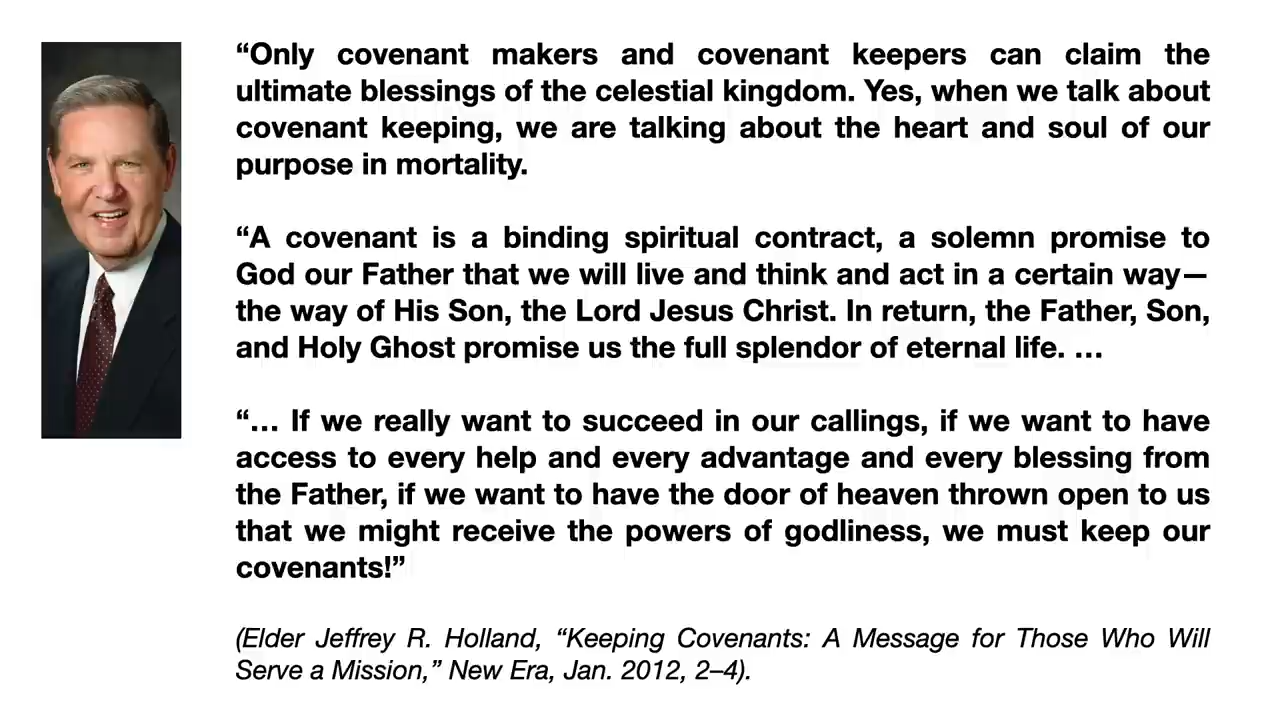 “Only covenant makers and covenant keepers can claim the
ultimate blessings of the celestial kingdom. Yes, when we talk about
covenant keeping, we are talking about the heart and soul of our
purpose in mortality.
“A covenant is a binding spiritual contract, a solemn promise to
God our Father that we will live and think and act in a certain way—
the way of His Son, the Lord Jesus Christ. In return, the Father, Son,
and Holy Ghost promise us the full splendor of eternal life. …
“… If we really want to succeed in our callings, if we want to have
access to every help and every advantage and every blessing from
the Father, if we want to have the door of heaven thrown open to us
that we might receive the powers of godliness, we must keep our
covenants!”
(Elder Jeffrey R. Holland, “Keeping Covenants: A Message for Those Who Will
Serve a Mission,” New Era, Jan. 2012, 2–4).